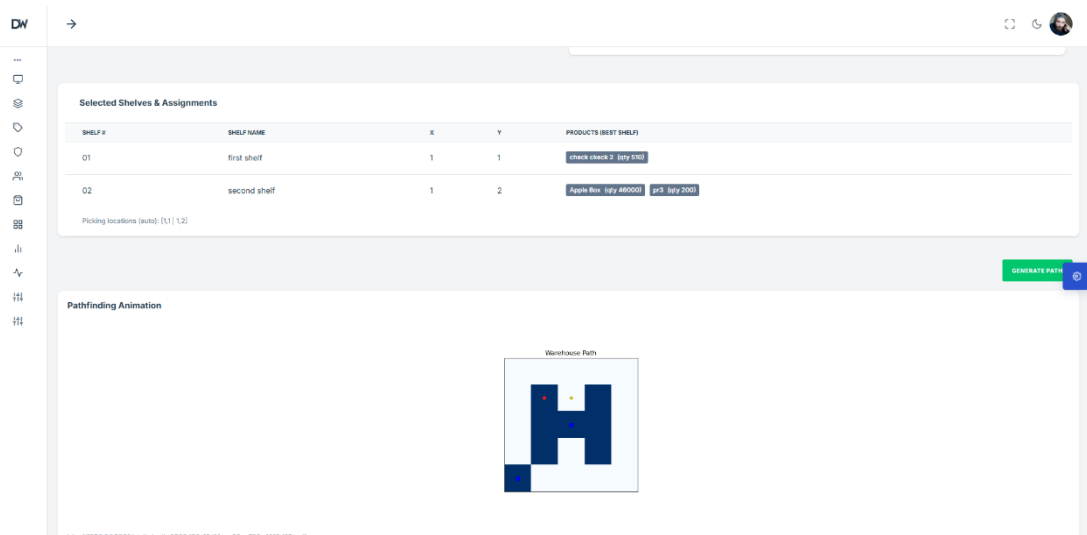 DW
Selected Shelves & Assignments
SHELF # SHELF NAME X Y PRODUCTS (BEST SHELF)
01 first shelf 1 1 check ckeck 2 (qty 510)
02 second shelf 1 2 Apple Box (qty 46000) pr3 (qty 200)
Picking locations (auto): [1,1 | 1,2]
GENERATE PATH
Pathfinding Animation
Warehouse Path